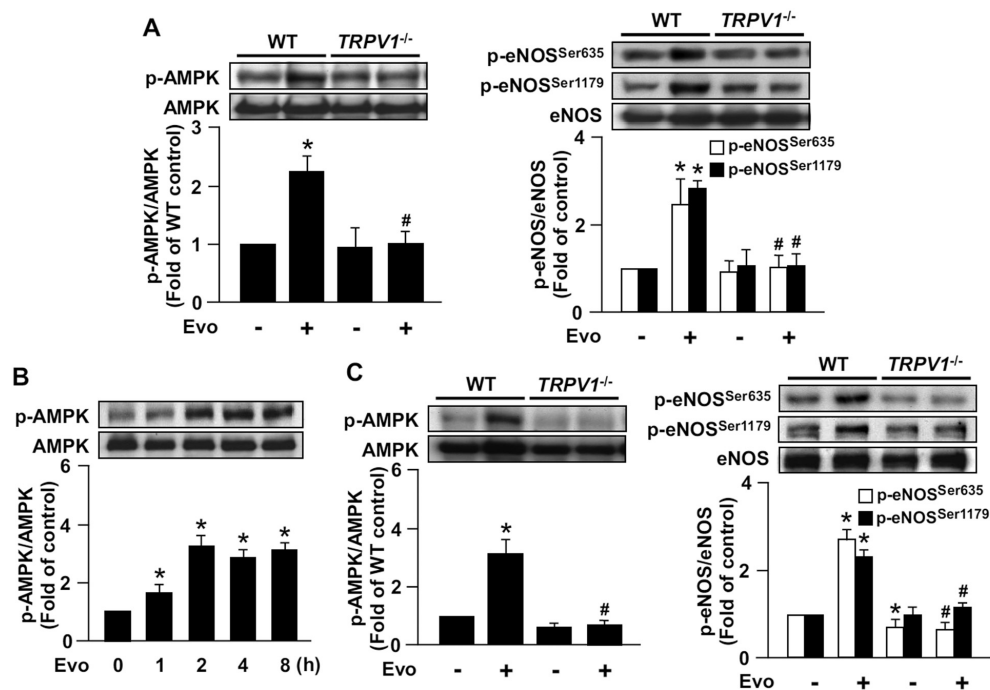 A
WT TRPV1-/-
p-AMPK
AMPK
p-AMPK/AMPK
(Fold of WT control)
3
2
1
0
*
#
Evo - + - +
WT TRPV1-/-
p-eNOSSer635
p-eNOSSer1179
eNOS
p-eNOS/eNOS
(Fold of control)
4
2
0
p-eNOSSer635
p-eNOSSer1179
* *
# #
Evo - + - +
B
p-AMPK
AMPK
p-AMPK/AMPK
(Fold of control)
6
4
2
0
* * * *
Evo 0 1 2 4 8 (h)
C
WT TRPV1-/-
p-AMPK
AMPK
p-AMPK/AMPK
(Fold of WT control)
6
4
2
0
*
#
Evo - + - +
WT TRPV1-/-
p-eNOSSer635
p-eNOSSer1179
eNOS
p-eNOS/eNOS
(Fold of control)
4
2
0
p-eNOSSer635
p-eNOSSer1179
* *
* # #
Evo - + - +